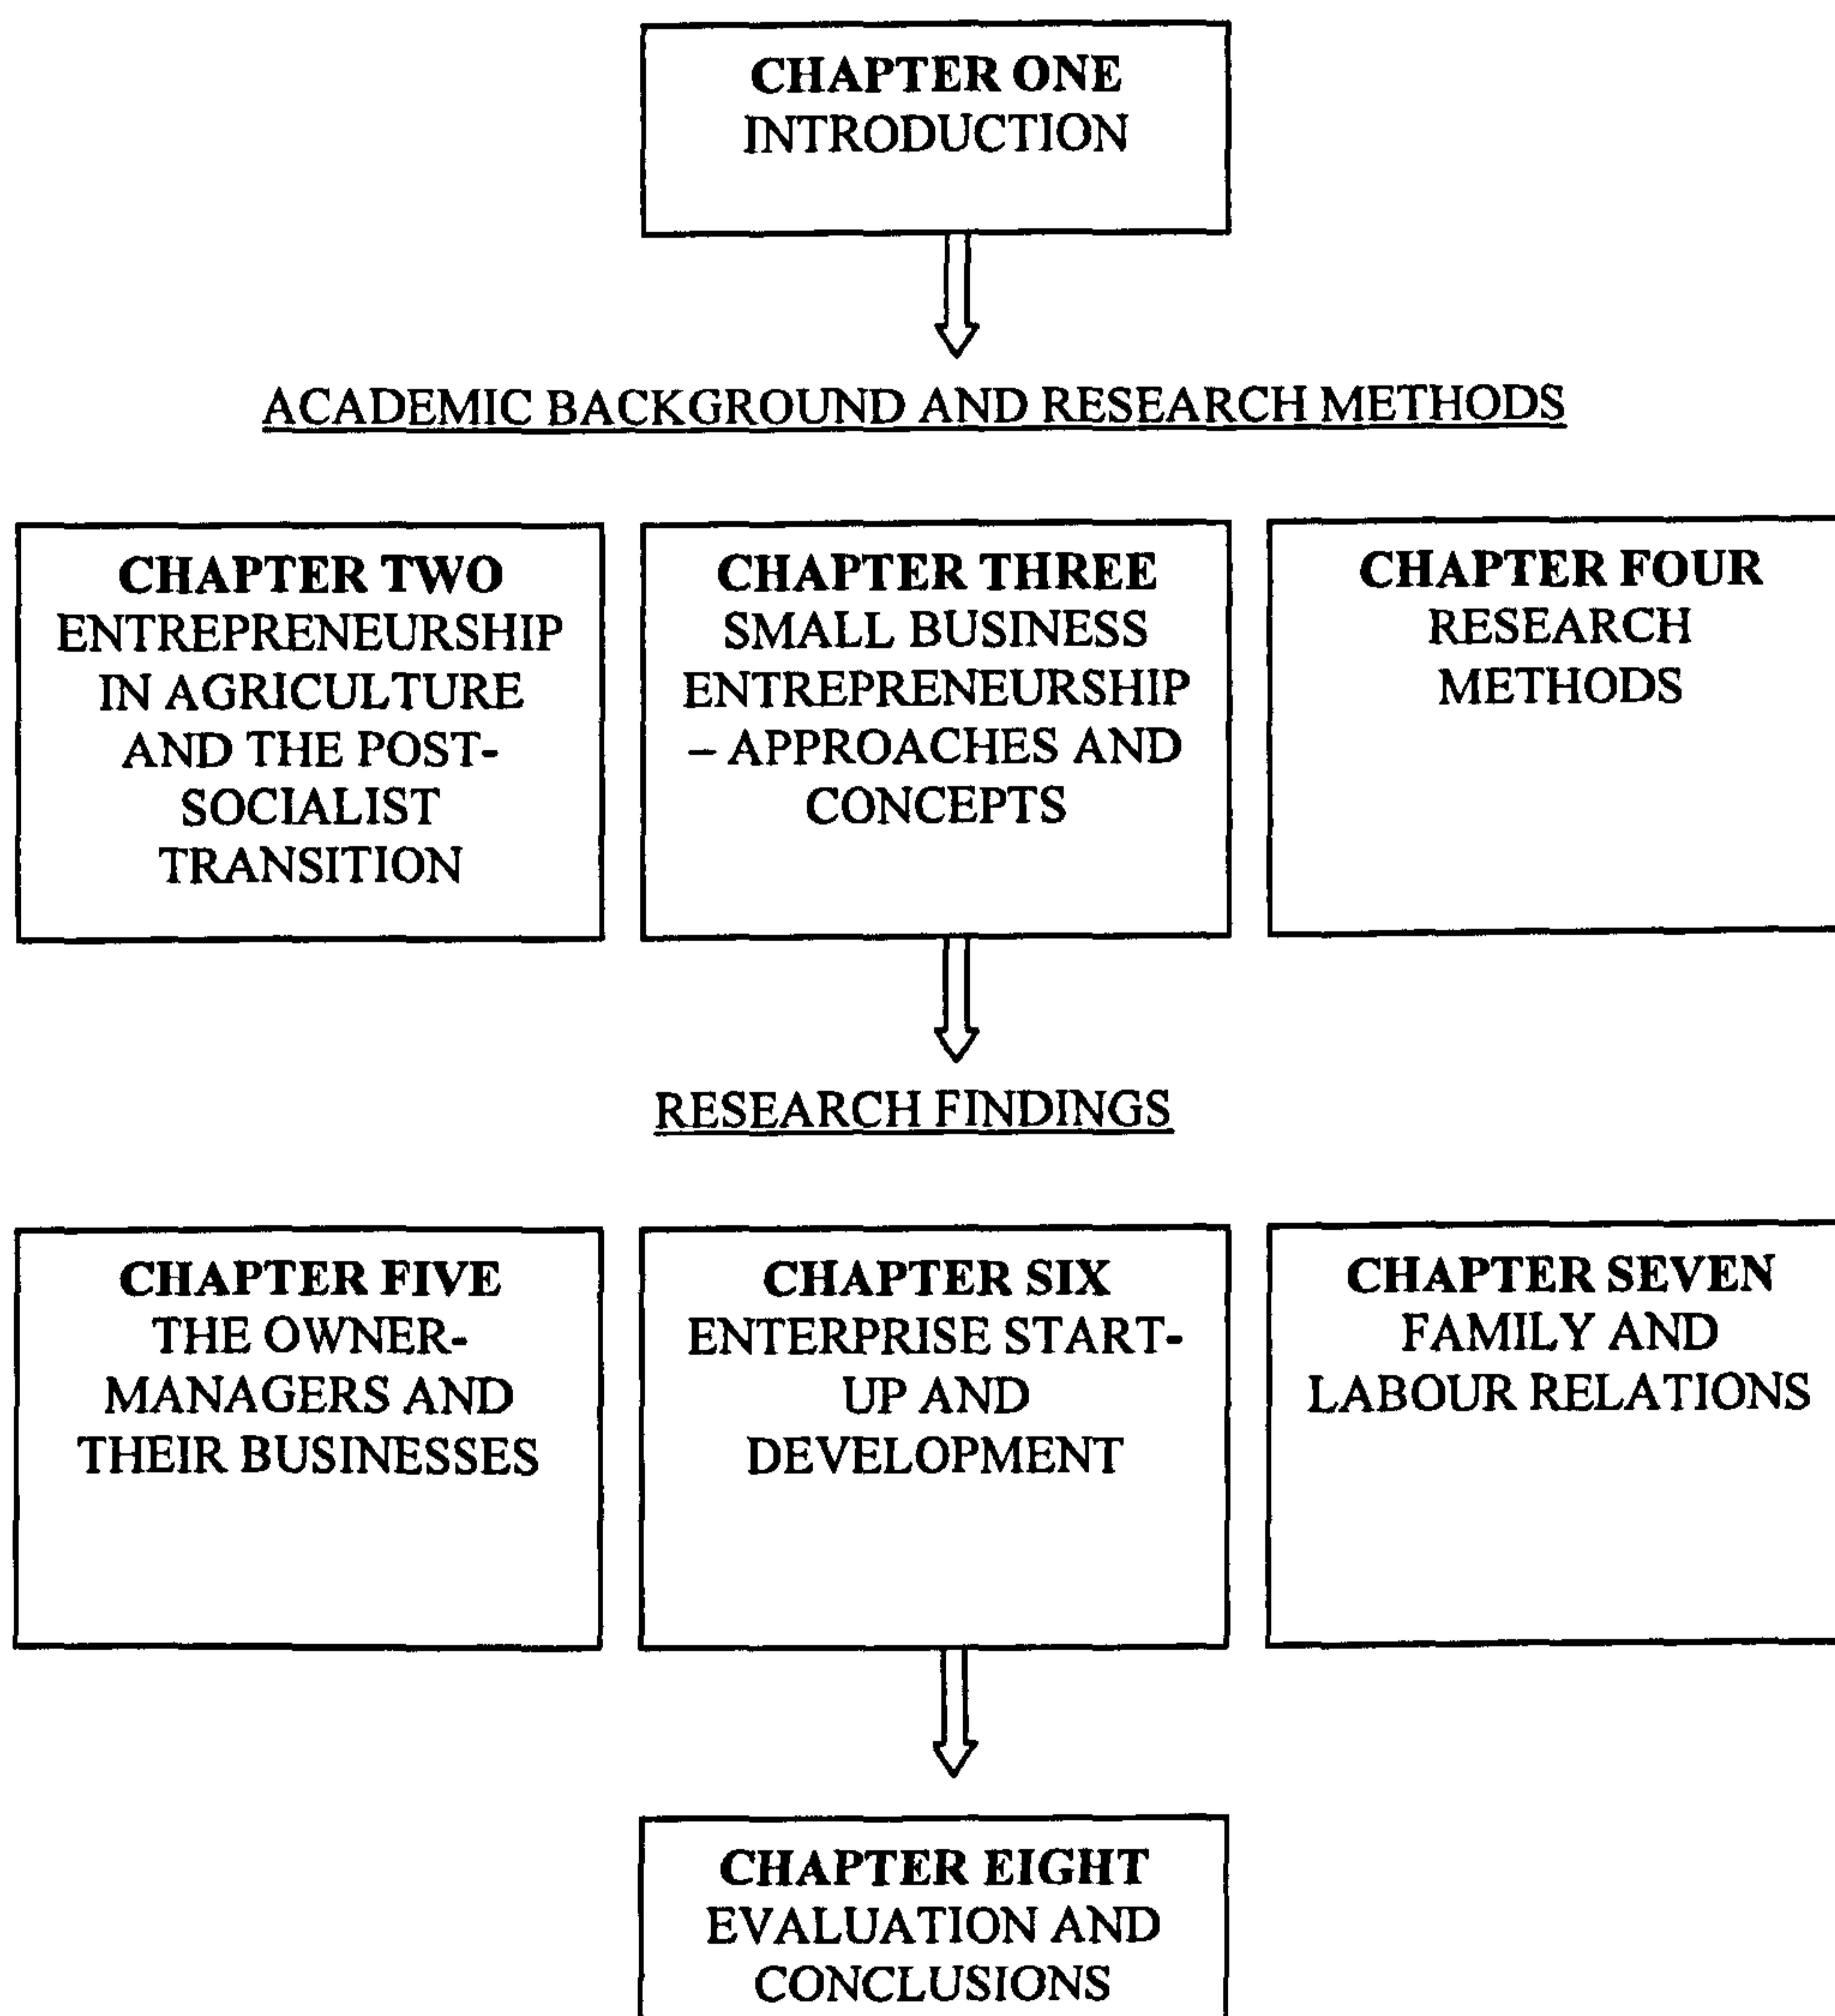 CHAPTER ONE
INTRODUCTION
ACADEMIC BACKGROUND AND RESEARCH METHODS
CHAPTER TWO
ENTREPRENEURSHIP
IN AGRICULTURE
AND THE POST-
SOCIALIST
TRANSITION
CHAPTER THREE
SMALL BUSINESS
ENTREPRENEURSHIP
– APPROACHES AND
CONCEPTS
CHAPTER FOUR
RESEARCH
METHODS
RESEARCH FINDINGS
CHAPTER FIVE
THE OWNER-
MANAGERS AND
THEIR BUSINESSES
CHAPTER SIX
ENTERPRISE START-
UP AND
DEVELOPMENT
CHAPTER SEVEN
FAMILY AND
LABOUR RELATIONS
CHAPTER EIGHT
EVALUATION AND
CONCLUSIONS